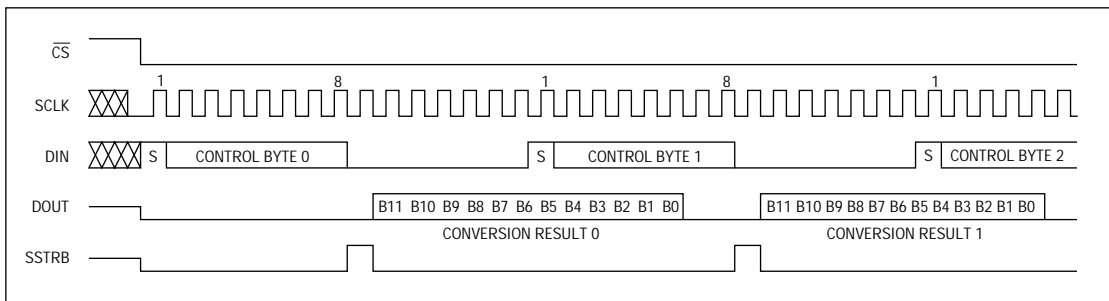 CS
1 8 1 8 1
SCLK
DIN S CONTROL BYTE 0 S CONTROL BYTE 1 S CONTROL BYTE 2
DOUT B11 B10 B9 B8 B7 B6 B5 B4 B3 B2 B1 B0 B11 B10 B9 B8 B7 B6 B5 B4 B3 B2 B1 B0
CONVERSION RESULT 0 CONVERSION RESULT 1
SSTRB